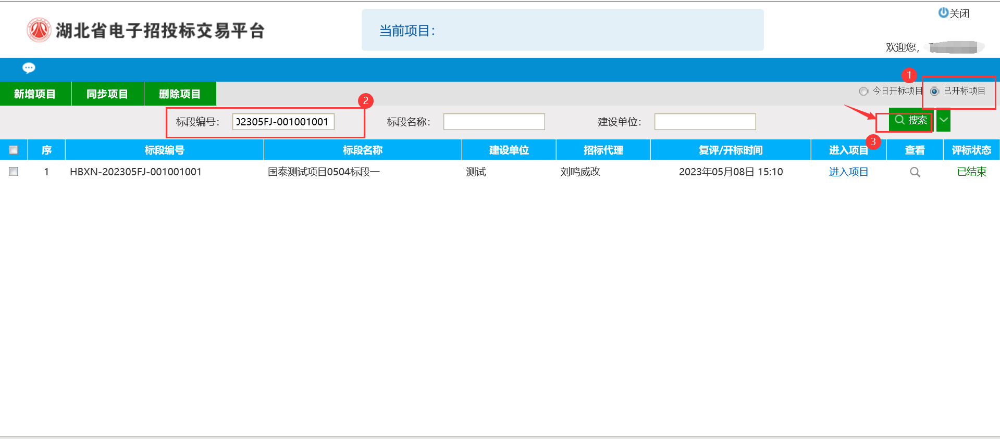 湖北省电子招投标交易平台
当前项目：
关闭
欢迎您，
新增项目 同步项目 删除项目
1
今日开标项目 已开标项目
2
标段编号： 02305FJ-001001001 标段名称： 建设单位： 搜索
3
序 标段编号 标段名称 建设单位 招标代理 复评/开标时间 进入项目 查看 评标状态
1 HBXN-202305FJ-001001001 国泰测试项目0504标段一 测试 刘鸣威改 2023年05月08日 15:10 进入项目 已结束